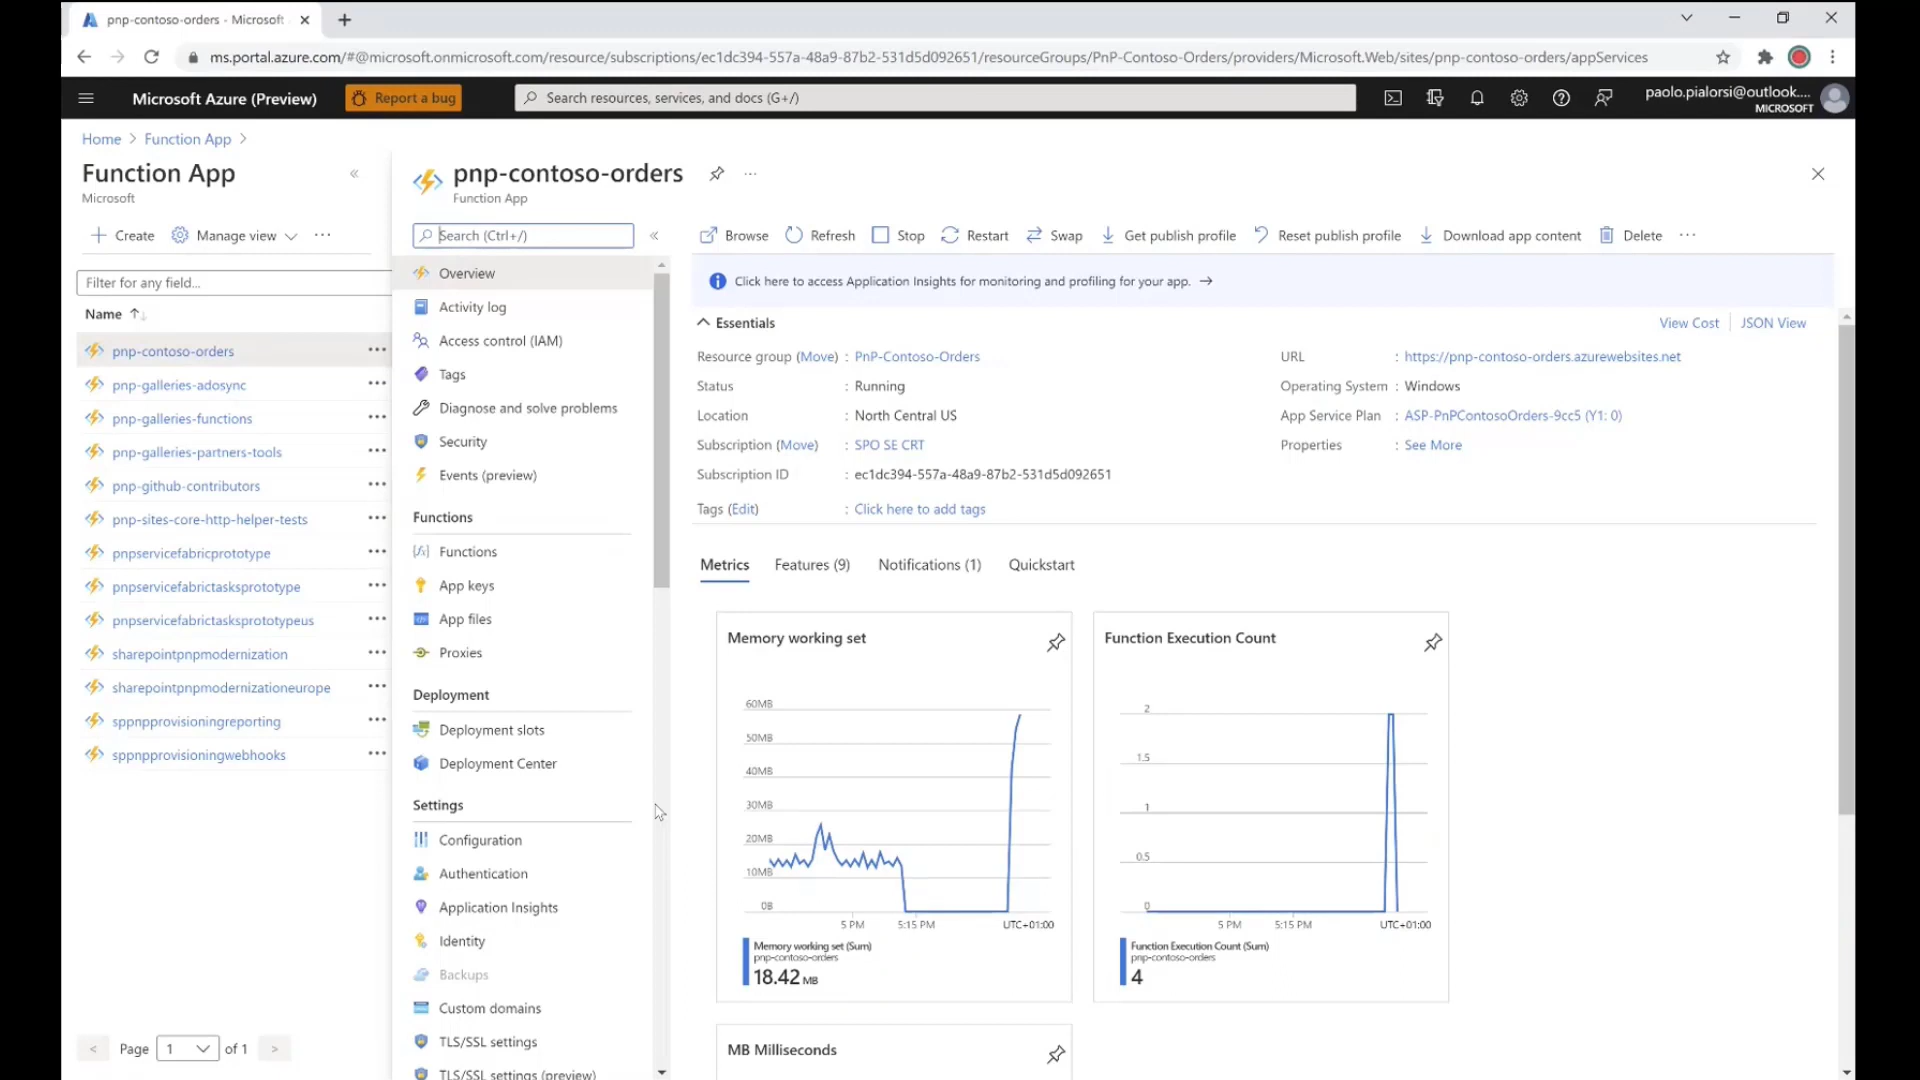 pnp-contoso-orders - Microsoft
ms.portal.azure.com/#@microsoft.onmicrosoft.com/resource/subscriptions/ec1dc394-557a-48a9-87b2-531d5d092651/resourceGroups/PnP-Contoso-Orders/providers/Microsoft.Web/sites/pnp-contoso-orders/appServices
Microsoft Azure (Preview)
Report a bug
Search resources, services, and docs (G+/)
paolo.pialorsi@outlook....
MICROSOFT
Home > Function App >
Function App
Microsoft
pnp-contoso-orders
Function App
Create
Manage view
Search (Ctrl+/)
Browse
Refresh
Stop
Restart
Swap
Get publish profile
Reset publish profile
Download app content
Delete
Filter for any field...
Name
pnp-contoso-orders
pnp-galleries-adosync
pnp-galleries-functions
pnp-galleries-partners-tools
pnp-github-contributors
pnp-sites-core-http-helper-tests
pnpservicefabricprototype
pnpservicefabrictasksprototype
pnpservicefabrictasksprototypeus
sharepointpnpmodernization
sharepointpnpmodernizationeurope
sppnpprovisioningreporting
sppnpprovisioningwebhooks
< Page 1 of 1 >
Overview
Activity log
Access control (IAM)
Tags
Diagnose and solve problems
Security
Events (preview)
Functions
Functions
App keys
App files
Proxies
Deployment
Deployment slots
Deployment Center
Settings
Configuration
Authentication
Application Insights
Identity
Backups
Custom domains
TLS/SSL settings
TLS/SSL settings (preview)
Click here to access Application Insights for monitoring and profiling for your app.
Essentials
View Cost
JSON View
Resource group (Move) : PnP-Contoso-Orders
Status : Running
Location : North Central US
Subscription (Move) : SPO SE CRT
Subscription ID : ec1dc394-557a-48a9-87b2-531d5d092651
Tags (Edit) : Click here to add tags
URL : https://pnp-contoso-orders.azurewebsites.net
Operating System : Windows
App Service Plan : ASP-PnPContosoOrders-9cc5 (Y1: 0)
Properties : See More
Metrics
Features (9)
Notifications (1)
Quickstart
Memory working set
60MB
50MB
40MB
30MB
20MB
10MB
0B
5 PM
5:15 PM
UTC+01:00
Memory working set (Sum)
pnp-contoso-orders
18.42 MB
Function Execution Count
2
1.5
1
0.5
0
5 PM
5:15 PM
UTC+01:00
Function Execution Count (Sum)
pnp-contoso-orders
4
MB Milliseconds